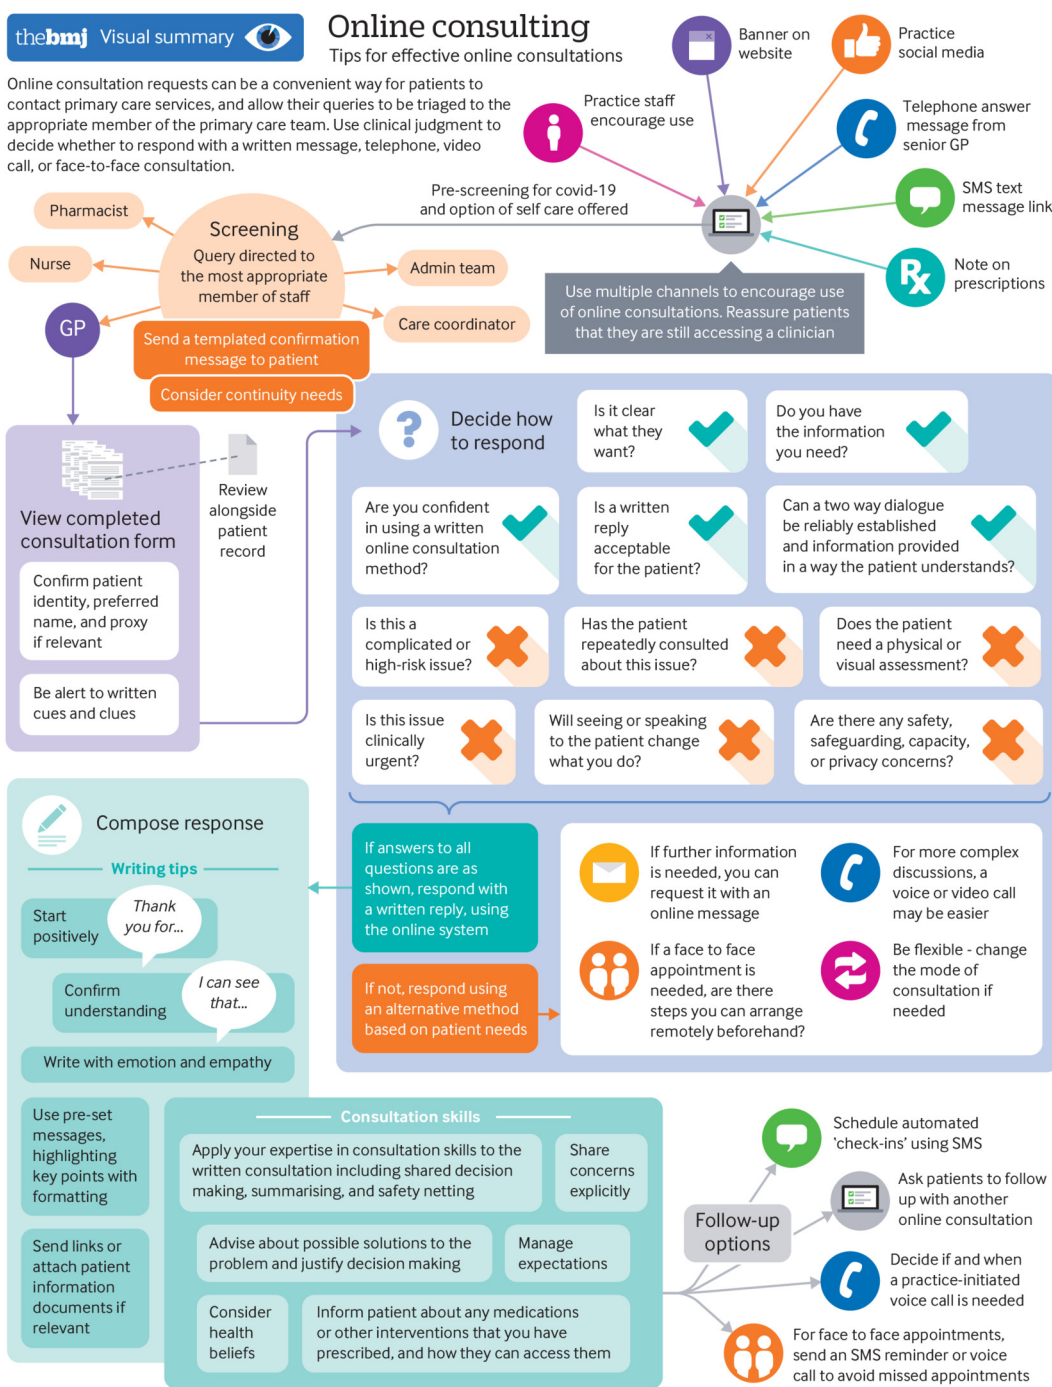 thebmj Visual summary
Online consulting
Tips for effective online consultations
Online consultation requests can be a convenient way for patients to
contact primary care services, and allow their queries to be triaged to the
appropriate member of the primary care team. Use clinical judgment to
decide whether to respond with a written message, telephone, video
call, or face-to-face consultation.
Banner on
website
Practice
social media
Practice staff
encourage use
Telephone answer
message from
senior GP
SMS text
message link
Note on
prescriptions
Rx
Pre-screening for covid-19
and option of self care offered
Use multiple channels to encourage use
of online consultations. Reassure patients
that they are still accessing a clinician
Screening
Query directed to
the most appropriate
member of staff
Pharmacist
Nurse
GP
Admin team
Care coordinator
Send a templated confirmation
message to patient
Consider continuity needs
View completed
consultation form
Review
alongside
patient
record
Confirm patient
identity, preferred
name, and proxy
if relevant
Be alert to written
cues and clues
?
Decide how
to respond
Is it clear
what they
want?
Do you have
the information
you need?
Are you confident
in using a written
online consultation
method?
Is a written
reply
acceptable
for the patient?
Can a two way dialogue
be reliably established
and information provided
in a way the patient understands?
Is this a
complicated or
high-risk issue?
Has the patient
repeatedly consulted
about this issue?
Does the patient
need a physical or
visual assessment?
Is this issue
clinically
urgent?
Will seeing or speaking
to the patient change
what you do?
Are there any safety,
safeguarding, capacity,
or privacy concerns?
If answers to all
questions are as
shown, respond with
a written reply, using
the online system
If not, respond using
an alternative method
based on patient needs
If further information
is needed, you can
request it with an
online message
For more complex
discussions, a
voice or video call
may be easier
If a face to face
appointment is
needed, are there
steps you can arrange
remotely beforehand?
Be flexible - change
the mode of
consultation if
needed
Compose response
Writing tips
Start
positively
Thank
you for...
Confirm
understanding
I can see
that...
Write with emotion and empathy
Use pre-set
messages,
highlighting
key points with
formatting
Send links or
attach patient
information
documents if
relevant
Consultation skills
Apply your expertise in consultation skills to the
written consultation including shared decision
making, summarising, and safety netting
Share
concerns
explicitly
Advise about possible solutions to the
problem and justify decision making
Manage
expectations
Consider
health
beliefs
Inform patient about any medications
or other interventions that you have
prescribed, and how they can access them
Follow-up
options
Schedule automated
'check-ins' using SMS
Ask patients to follow
up with another
online consultation
Decide if and when
a practice-initiated
voice call is needed
For face to face appointments,
send an SMS reminder or voice
call to avoid missed appointments